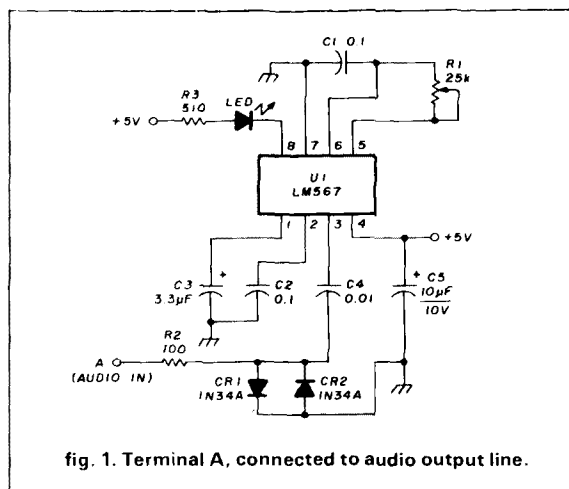 C1 0.1
R1
25k
R3
510
LED
+5V
8 7 6 5
U1
LM567
1 2 3 4
+5V
C3
3.3µF
+
C2
0.1
C4
0.01
+
C5
10µF
10V
R2
100
A
(AUDIO IN)
CR1
1N34A
CR2
1N34A
fig. 1. Terminal A, connected to audio output line.